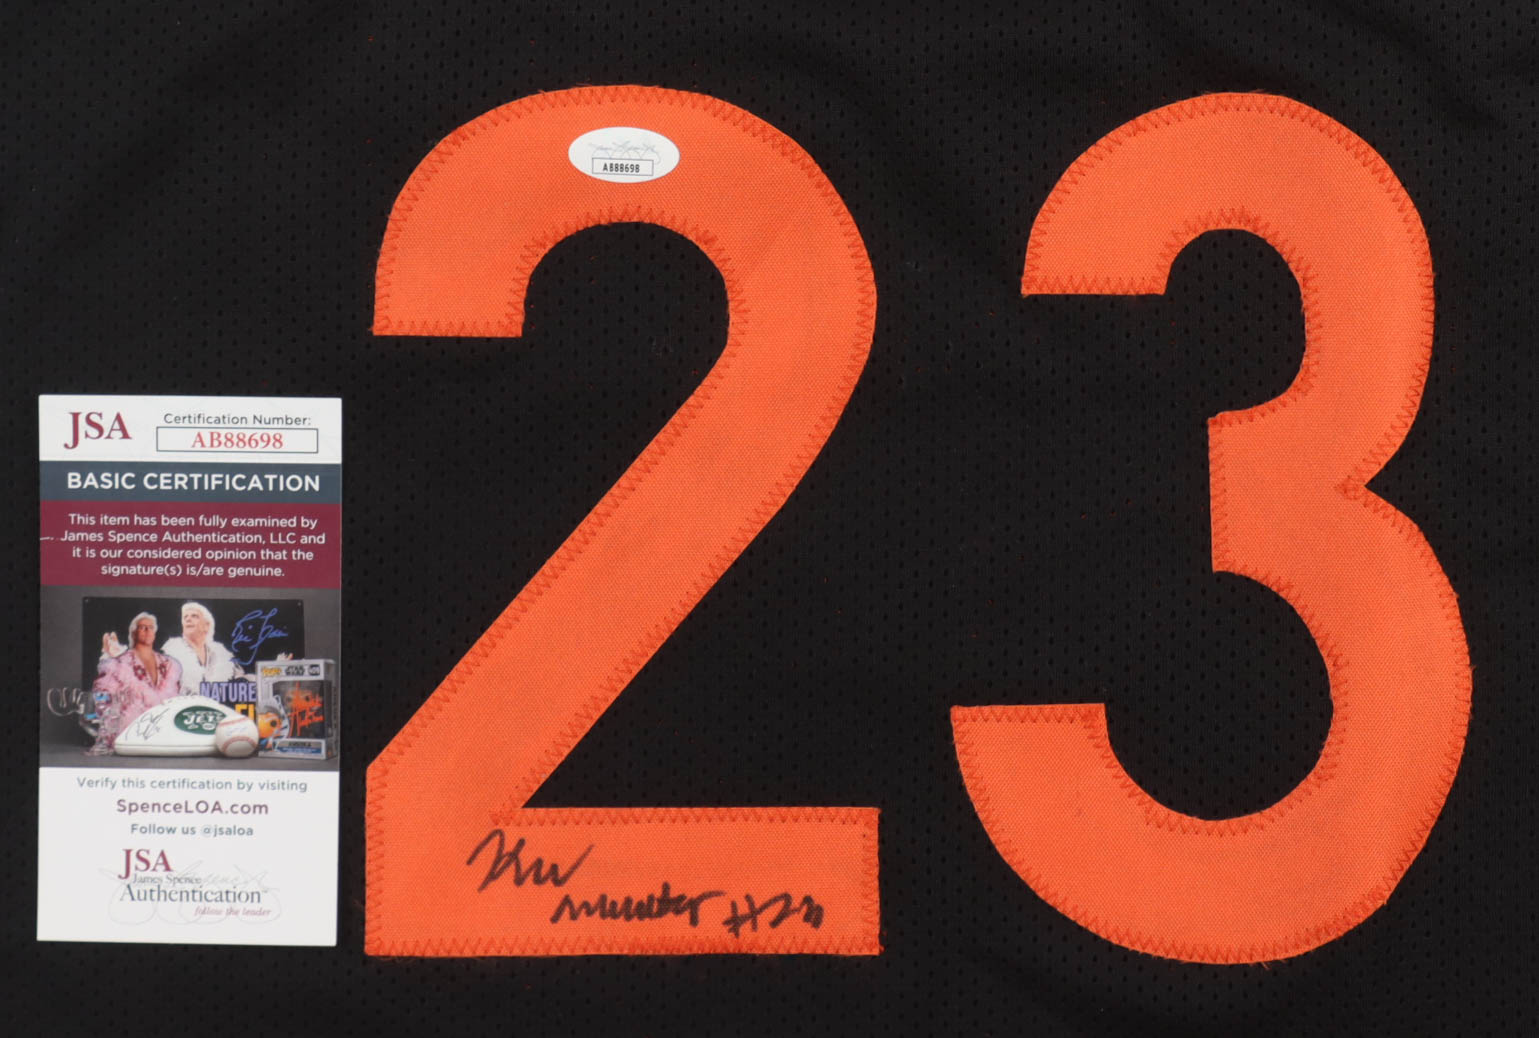 23
AB88698
JSA
Certification Number:
AB88698
BASIC CERTIFICATION
This item has been fully examined by
James Spence Authentication, LLC and
it is our considered opinion that the
signature(s) is/are genuine.
NATURE
JETS
STAR WARS
Verify this certification by visiting
SpenceLOA.com
Follow us @jsaloa
JSA
James Spence
Authentication
follow the leader
#23